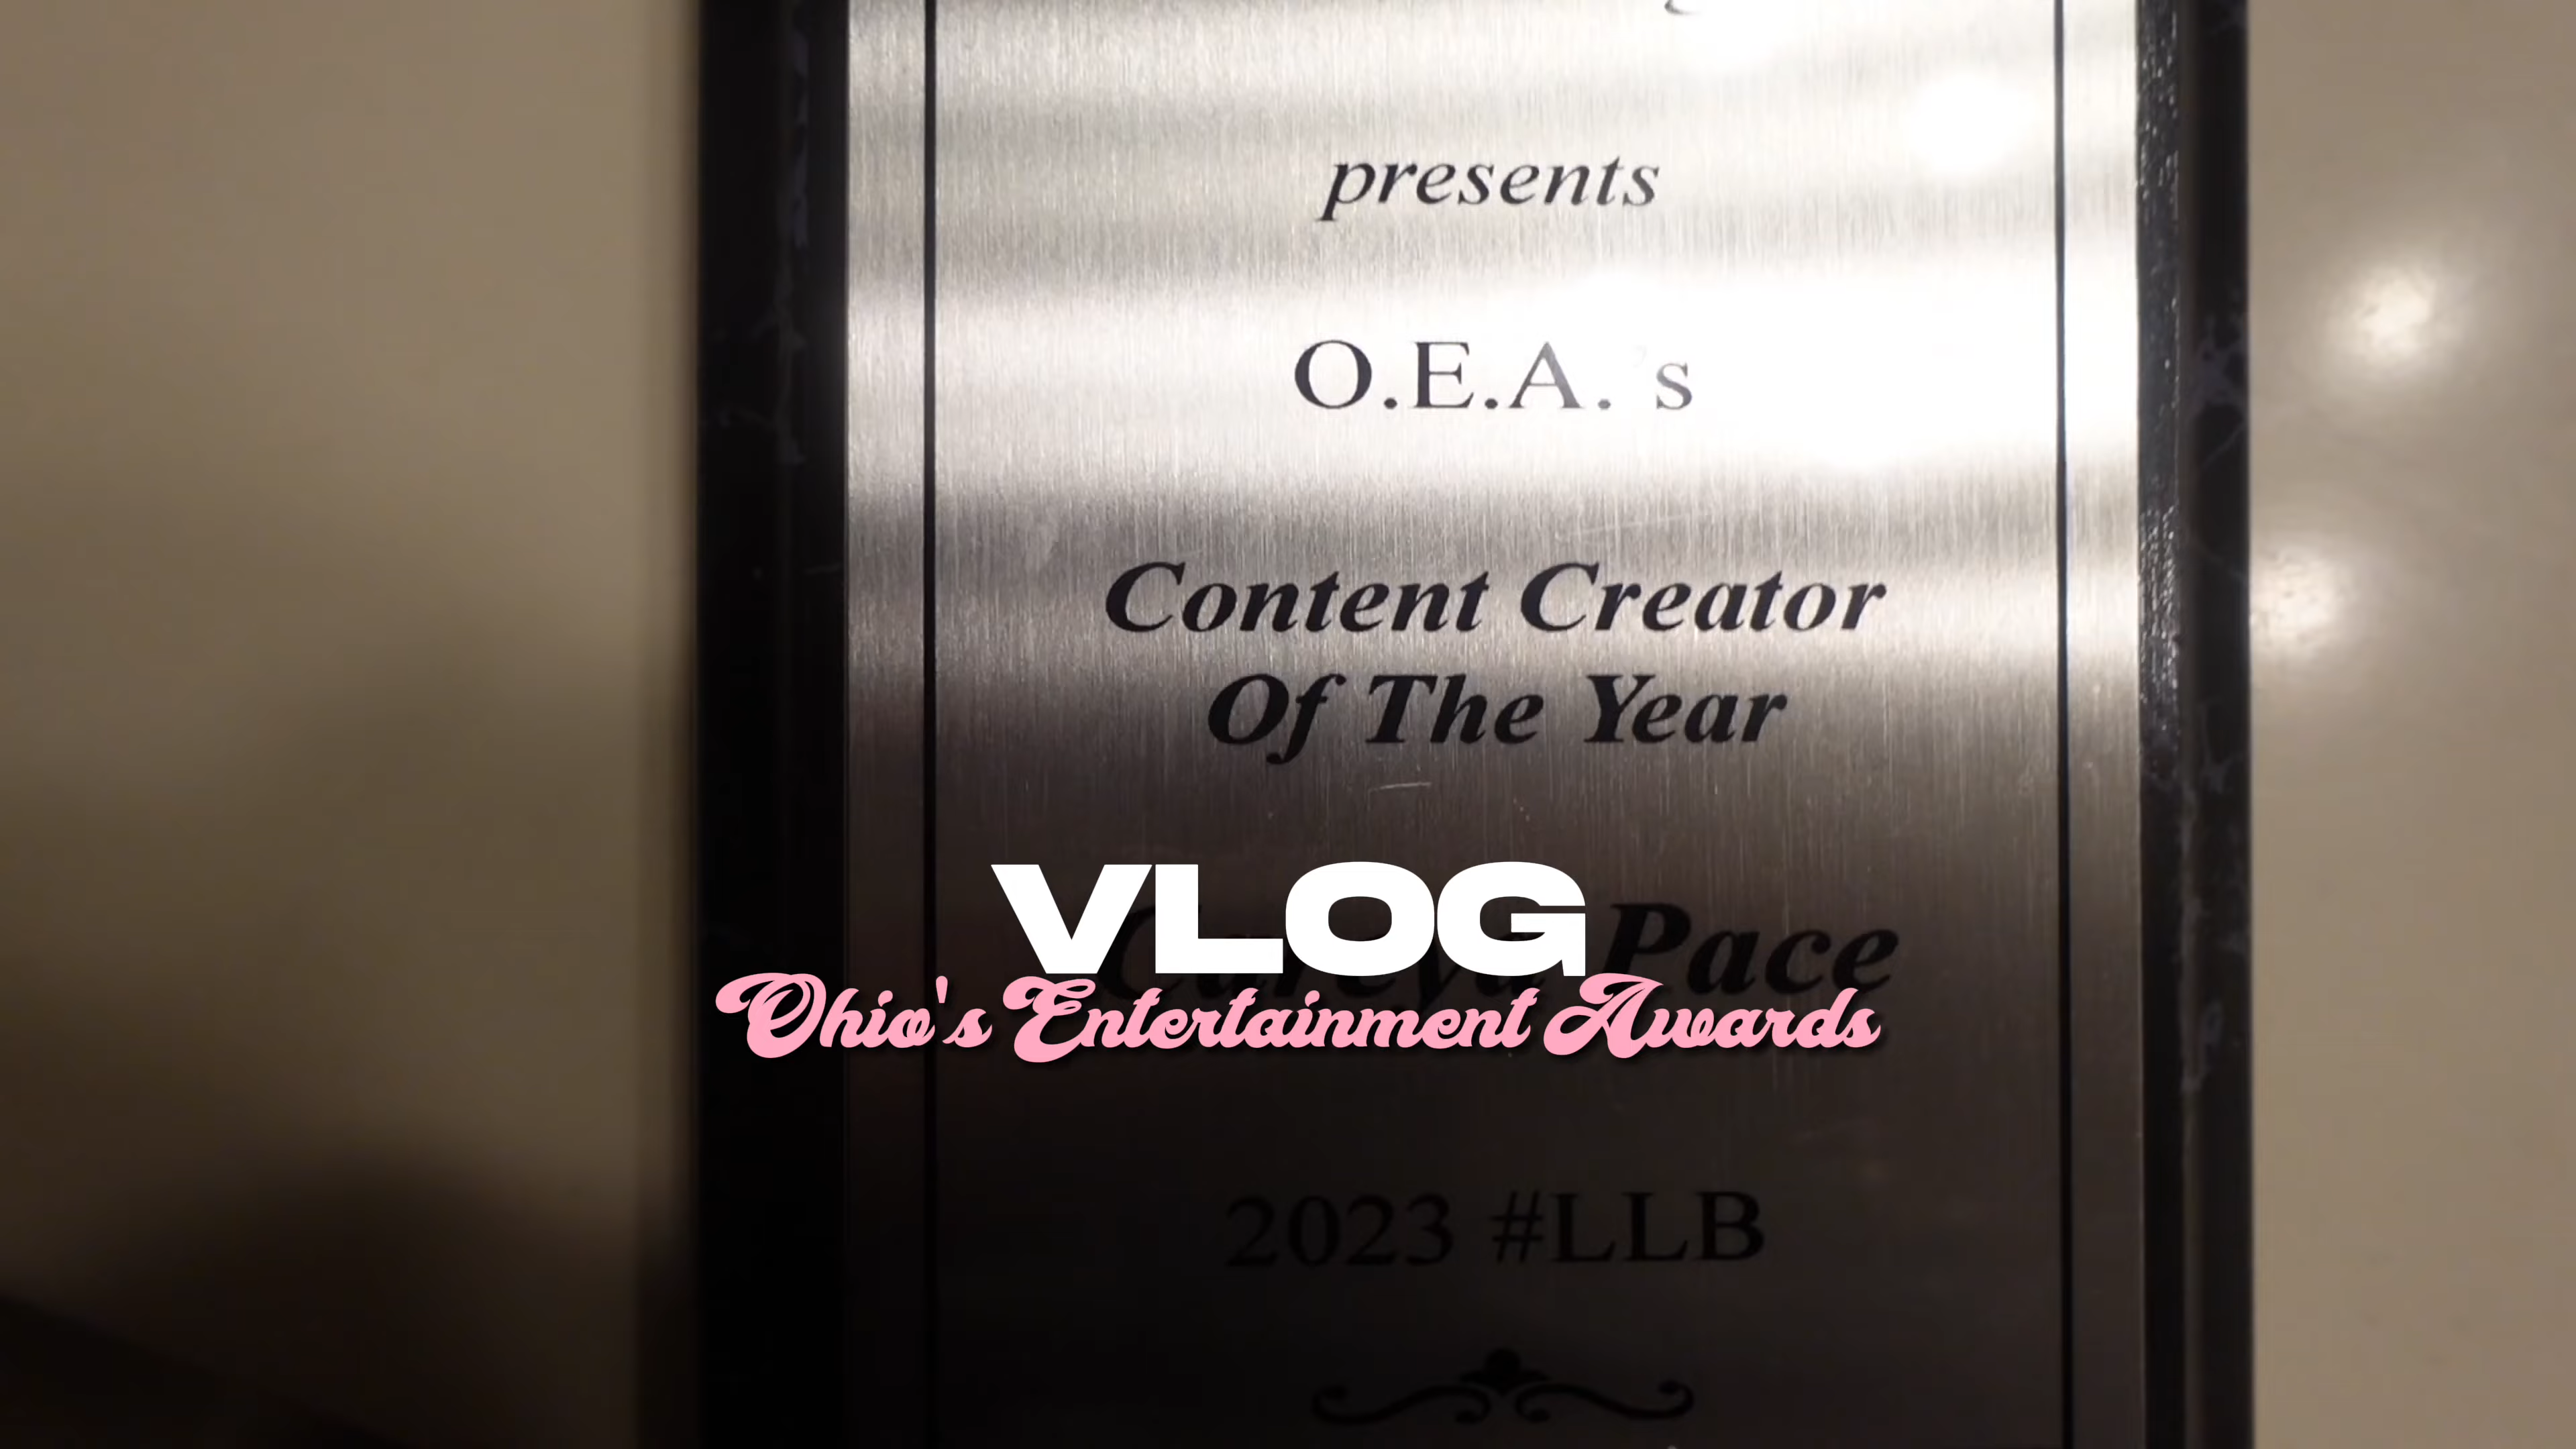 presents
O.E.A.'s
Content Creator
Of The Year
VLOG
Pace
Ohio's Entertainment Awards
2023 #LLB